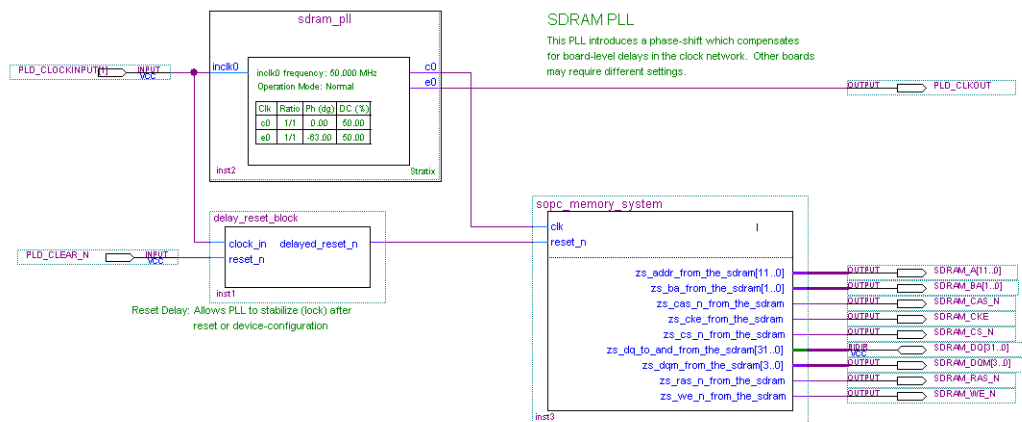 sdram_pll
inclk0
inclk0 frequency: 50.000 MHz
Operation Mode: Normal
Clk Ratio Ph (dg) DC (%)
c0 1/1 0.00 50.00
e0 1/1 -63.00 50.00
c0
e0
inst2
Stratix
SDRAM PLL
This PLL introduces a phase-shift which compensates
for board-level delays in the clock network. Other boards
may require different settings.
PLD_CLOCKINPUT[1]
INPUT
VCC
OUTPUT
PLD_CLKOUT
delay_reset_block
clock_in delayed_reset_n
reset_n
inst1
PLD_CLEAR_N
INPUT
VCC
Reset Delay: Allows PLL to stabilize (lock) after
reset or device-configuration
sopc_memory_system
clk
reset_n
zs_addr_from_the_sdram[11..0]
zs_ba_from_the_sdram[1..0]
zs_cas_n_from_the_sdram
zs_cke_from_the_sdram
zs_cs_n_from_the_sdram
zs_dq_to_and_from_the_sdram[31..0]
zs_dqm_from_the_sdram[3..0]
zs_ras_n_from_the_sdram
zs_we_n_from_the_sdram
inst3
OUTPUT SDRAM_A[11..0]
OUTPUT SDRAM_BA[1..0]
OUTPUT SDRAM_CAS_N
OUTPUT SDRAM_CKE
OUTPUT SDRAM_CS_N
BIDIR SDRAM_DQ[31..0]
VCC
OUTPUT SDRAM_DQM[3..0]
OUTPUT SDRAM_RAS_N
OUTPUT SDRAM_WE_N